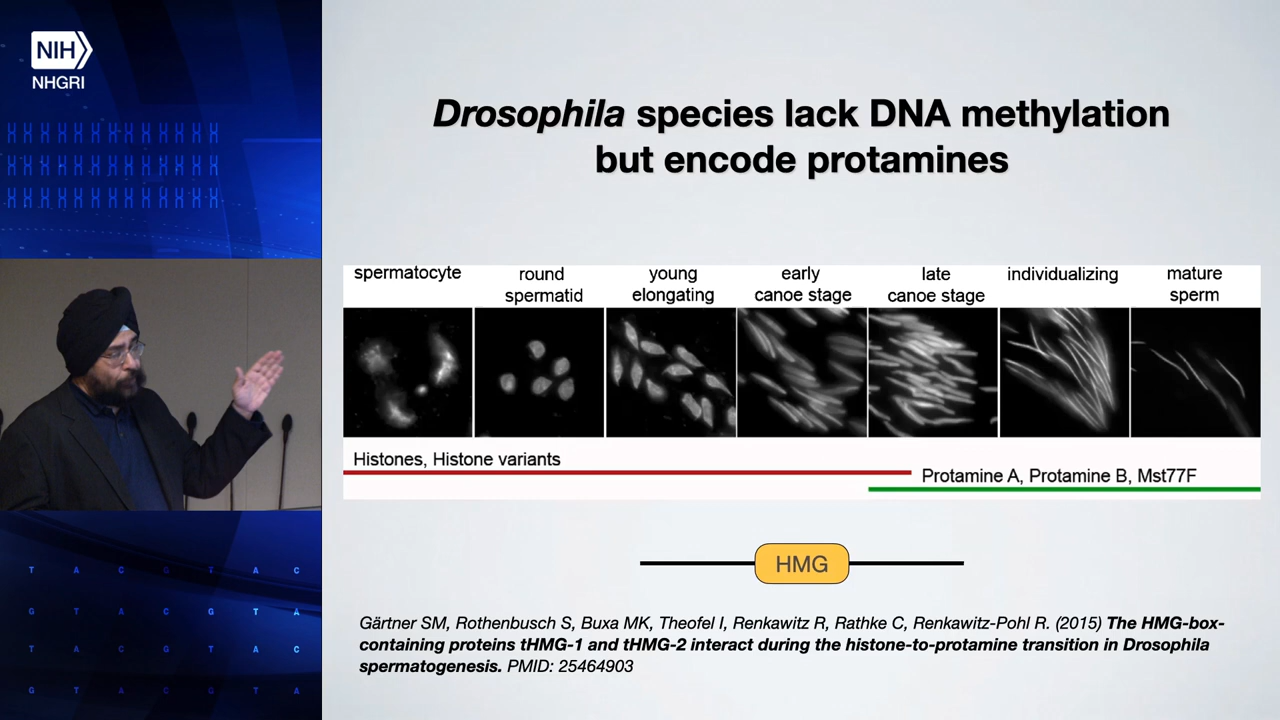 NIH
NHGRI
Drosophila species lack DNA methylation
but encode protamines
spermatocyte
round
spermatid
young
elongating
early
canoe stage
late
canoe stage
individualizing
mature
sperm
Histones, Histone variants
Protamine A, Protamine B, Mst77F
HMG
Gärtner SM, Rothenbusch S, Buxa MK, Theofel I, Renkawitz R, Rathke C, Renkawitz-Pohl R. (2015) The HMG-box-
containing proteins tHMG-1 and tHMG-2 interact during the histone-to-protamine transition in Drosophila
spermatogenesis. PMID: 25464903
T A C G T A C
G T A C G T A
T A C G T A C
G T A C G T A